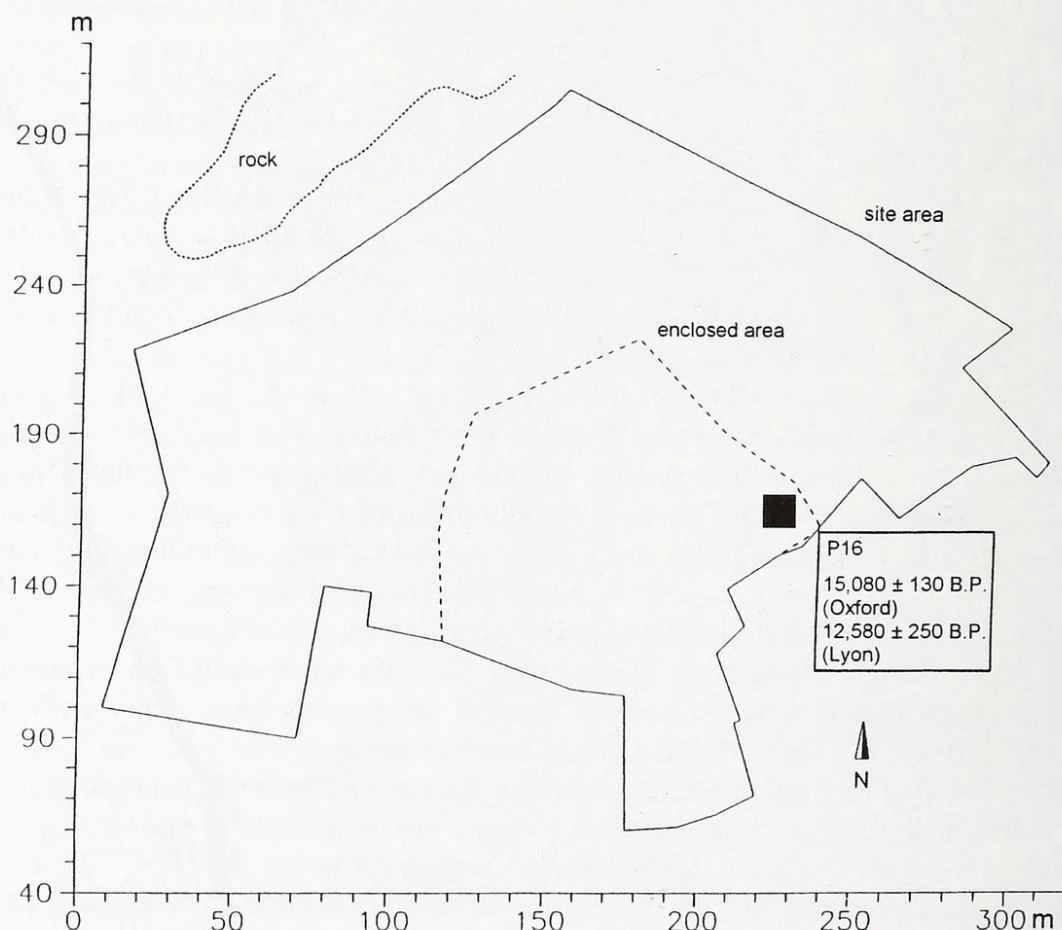 m
290
rock
site area
240
enclosed area
190
140
P16
15,080 ± 130 B.P.
(Oxford)
12,580 ± 250 B.P.
(Lyon)
90
N
40
0 50 100 150 200 250 300 m